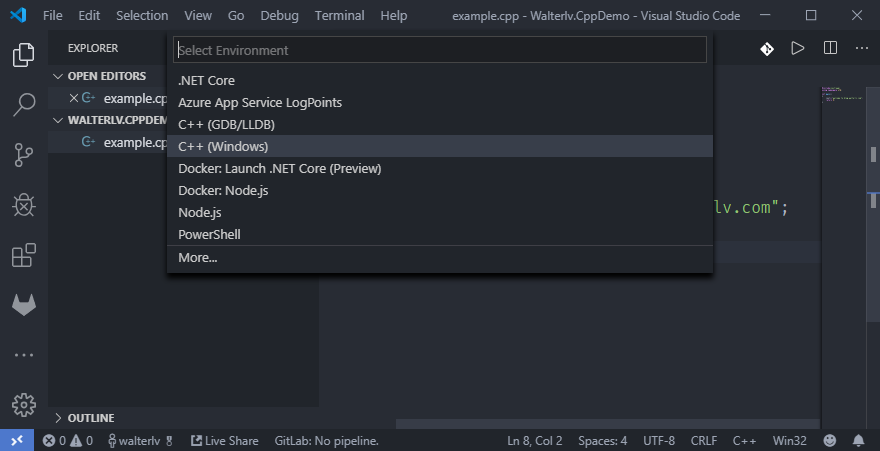 File Edit Selection View Go Debug Terminal Help example.cpp - Walterlv.CppDemo - Visual Studio Code
EXPLORER
Select Environment
OPEN EDITORS
.NET Core
example.cp
Azure App Service LogPoints
WALTERLV.CPPDEM
C++ (GDB/LLDB)
example.cp
C++ (Windows)
Docker: Launch .NET Core (Preview)
Docker: Node.js
Node.js
lv.com";
PowerShell
More...
OUTLINE
0 0 walterlv Live Share GitLab: No pipeline. Ln 8, Col 2 Spaces: 4 UTF-8 CRLF C++ Win32